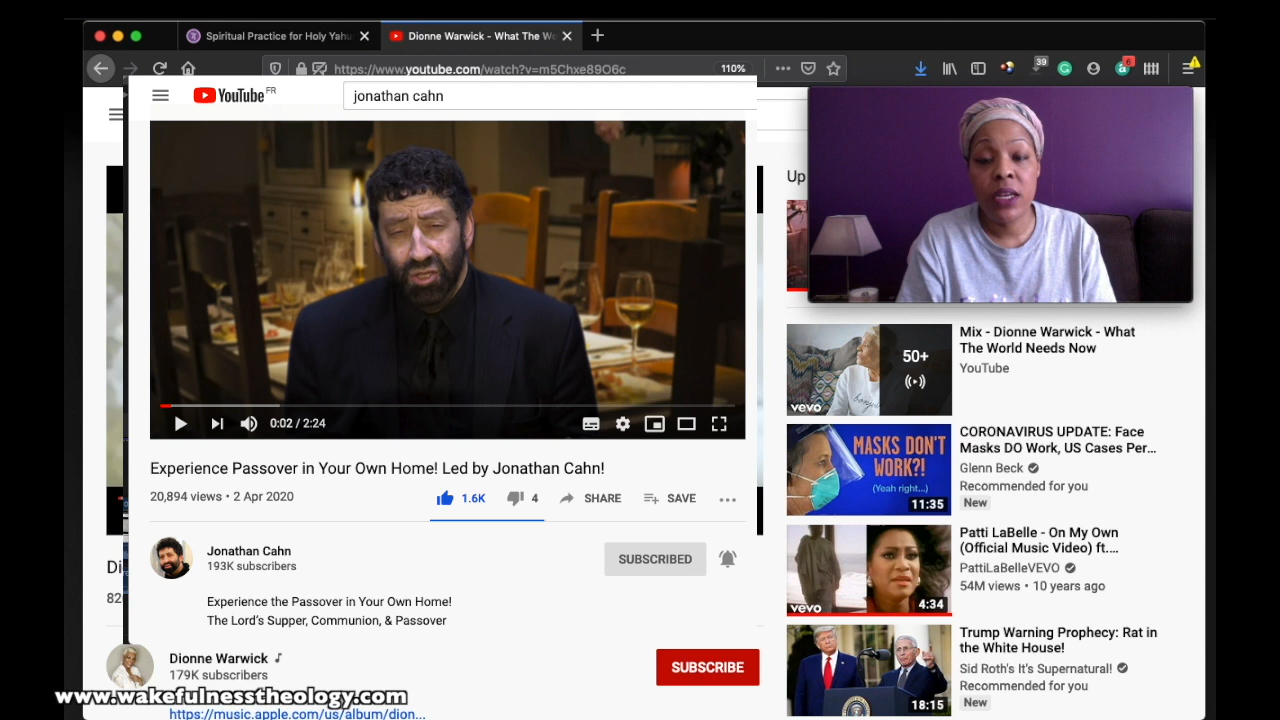 Spiritual Practice for Holy Yahu
Dionne Warwick - What The Wo
https://www.youtube.com/watch?v=m5Chxe89O6c
110%
39
6
YouTube FR
jonathan cahn
Up
0:02 / 2:24
Experience Passover in Your Own Home! Led by Jonathan Cahn!
20,894 views • 2 Apr 2020
1.6K
4
SHARE
SAVE
Jonathan Cahn
193K subscribers
SUBSCRIBED
Experience the Passover in Your Own Home!
The Lord's Supper, Communion, & Passover
Di
82
Dionne Warwick
179K subscribers
SUBSCRIBE
https://music.apple.com/us/album/dion...
www.wakefulnesstheology.com
50+
vevo
Mix - Dionne Warwick - What
The World Needs Now
YouTube
MASKS DON'T
WORK?!
(Yeah right...)
11:35
CORONAVIRUS UPDATE: Face
Masks DO Work, US Cases Per...
Glenn Beck
Recommended for you
New
vevo
4:34
Patti LaBelle - On My Own
(Official Music Video) ft....
PattiLaBelleVEVO
54M views • 10 years ago
18:15
Trump Warning Prophecy: Rat in
the White House!
Sid Roth's It's Supernatural!
Recommended for you
New